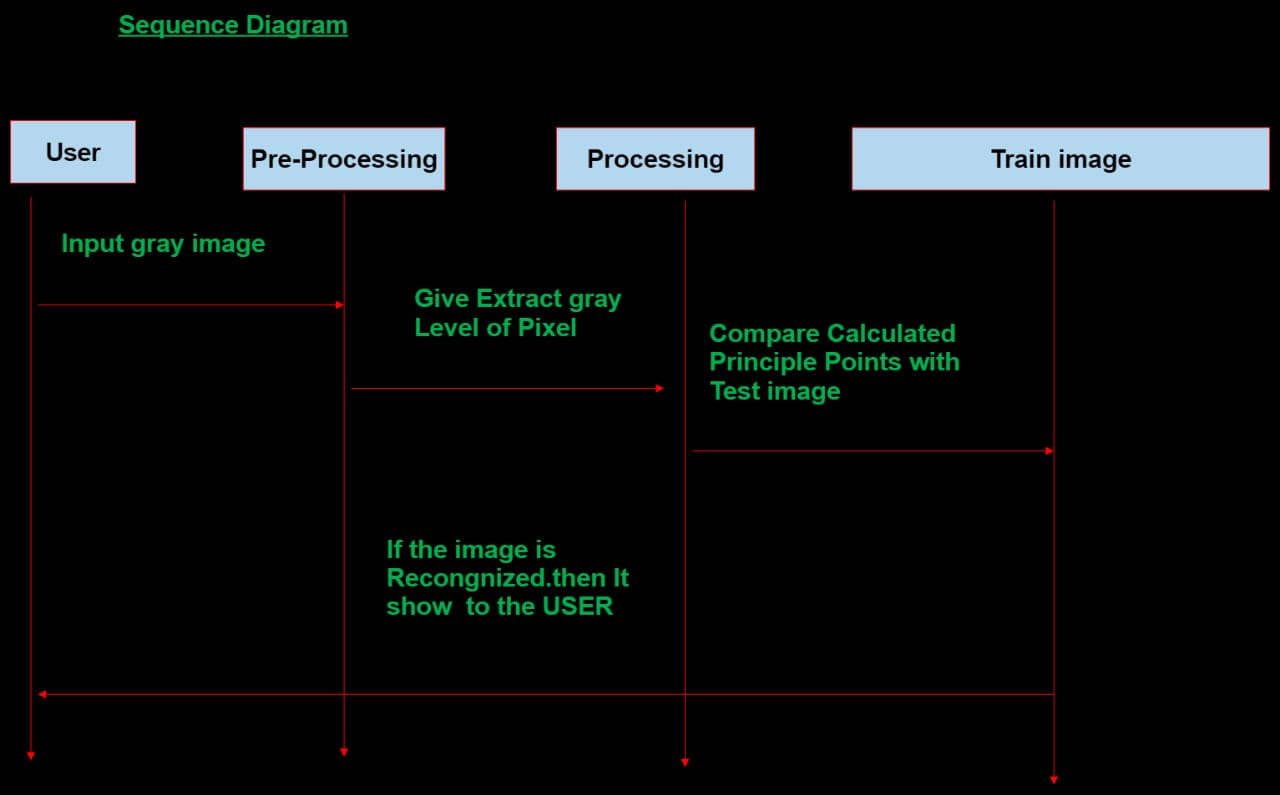 Sequence Diagram
User
Pre-Processing
Processing
Train image
Input gray image
Give Extract gray
Level of Pixel
Compare Calculated
Principle Points with
Test image
If the image is
Recongnized.then It
show  to the USER